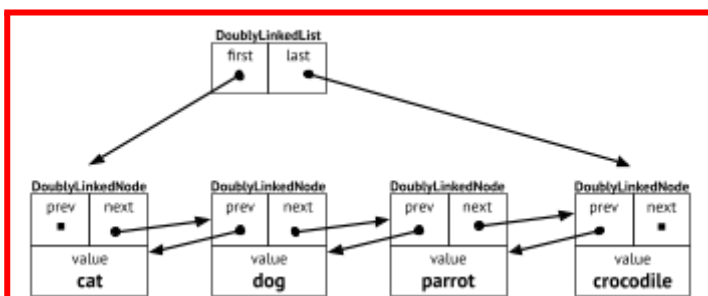 DoublyLinkedList
first last
DoublyLinkedNode DoublyLinkedNode DoublyLinkedNode DoublyLinkedNode
prev next prev next prev next prev next
value value value value
cat dog parrot crocodile